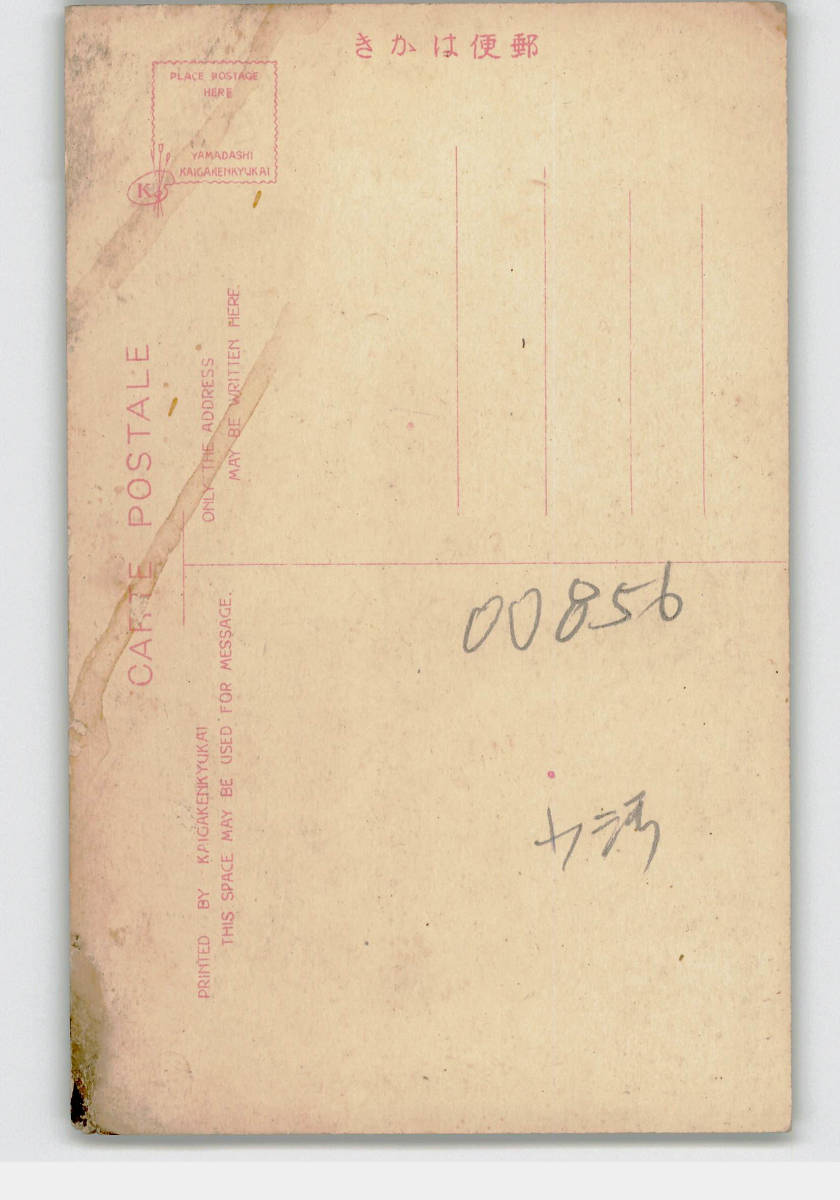 きかは便郵
PLACE POSTAGE
HERE
YAMADASHI
KAIGAKENKYUKAI
K
CARTE POSTALE
ONLY THE ADDRESS
MAY BE WRITTEN HERE.
PRINTED BY KAIGAKENKYUKAI
THIS SPACE MAY BE USED FOR MESSAGE.
00856